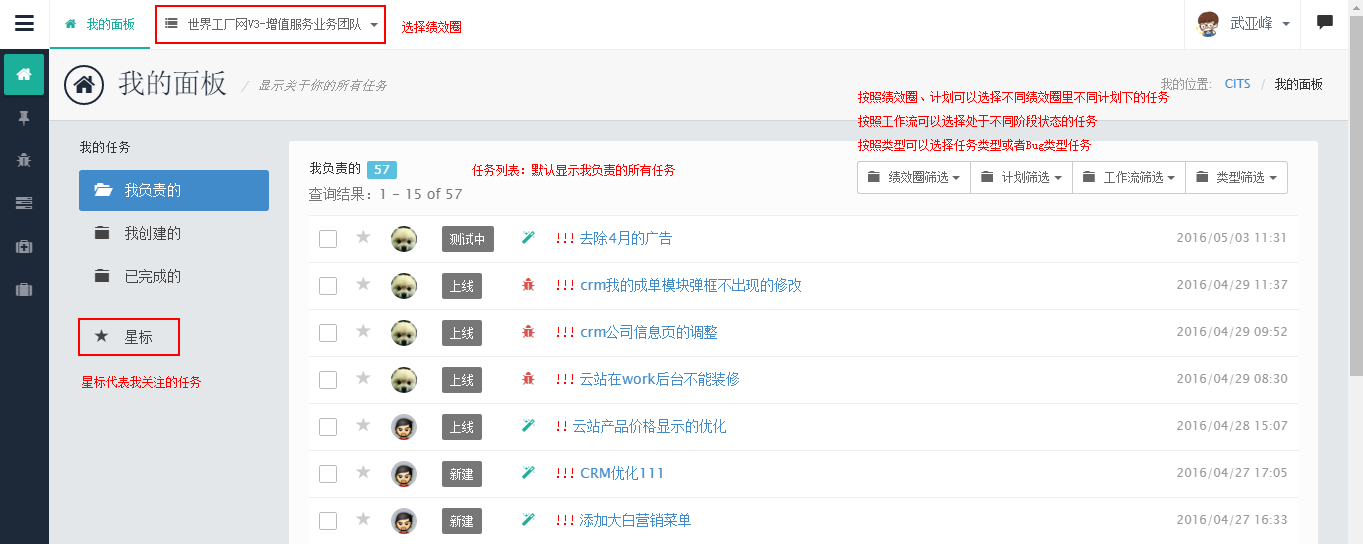 我的面板
世界工厂网V3-增值服务业务团队
选择绩效圈
武亚峰
我的面板 / 显示关于你的所有任务
我的位置: CITS / 我的面板
按照绩效圈、计划可以选择不同绩效圈里不同计划下的任务
按照工作流可以选择处于不同阶段状态的任务
按照类型可以选择任务类型或者Bug类型任务
我的任务
我负责的
我创建的
已完成的
星标
星标代表我关注的任务
我负责的 57
任务列表：默认显示我负责的所有任务
绩效圈筛选 计划筛选 工作流筛选 类型筛选
查询结果：1 - 15 of 57
测试中 !!! 去除4月的广告 2016/05/03 11:31
上线 !!! crm我的成单模块弹框不出现的修改 2016/04/29 11:37
上线 !!! crm公司信息页的调整 2016/04/29 09:52
上线 !!! 云站在work后台不能装修 2016/04/29 08:30
上线 !! 云站产品价格显示的优化 2016/04/28 15:07
新建 !!! CRM优化111 2016/04/27 17:05
新建 !!! 添加大白营销菜单 2016/04/27 16:33